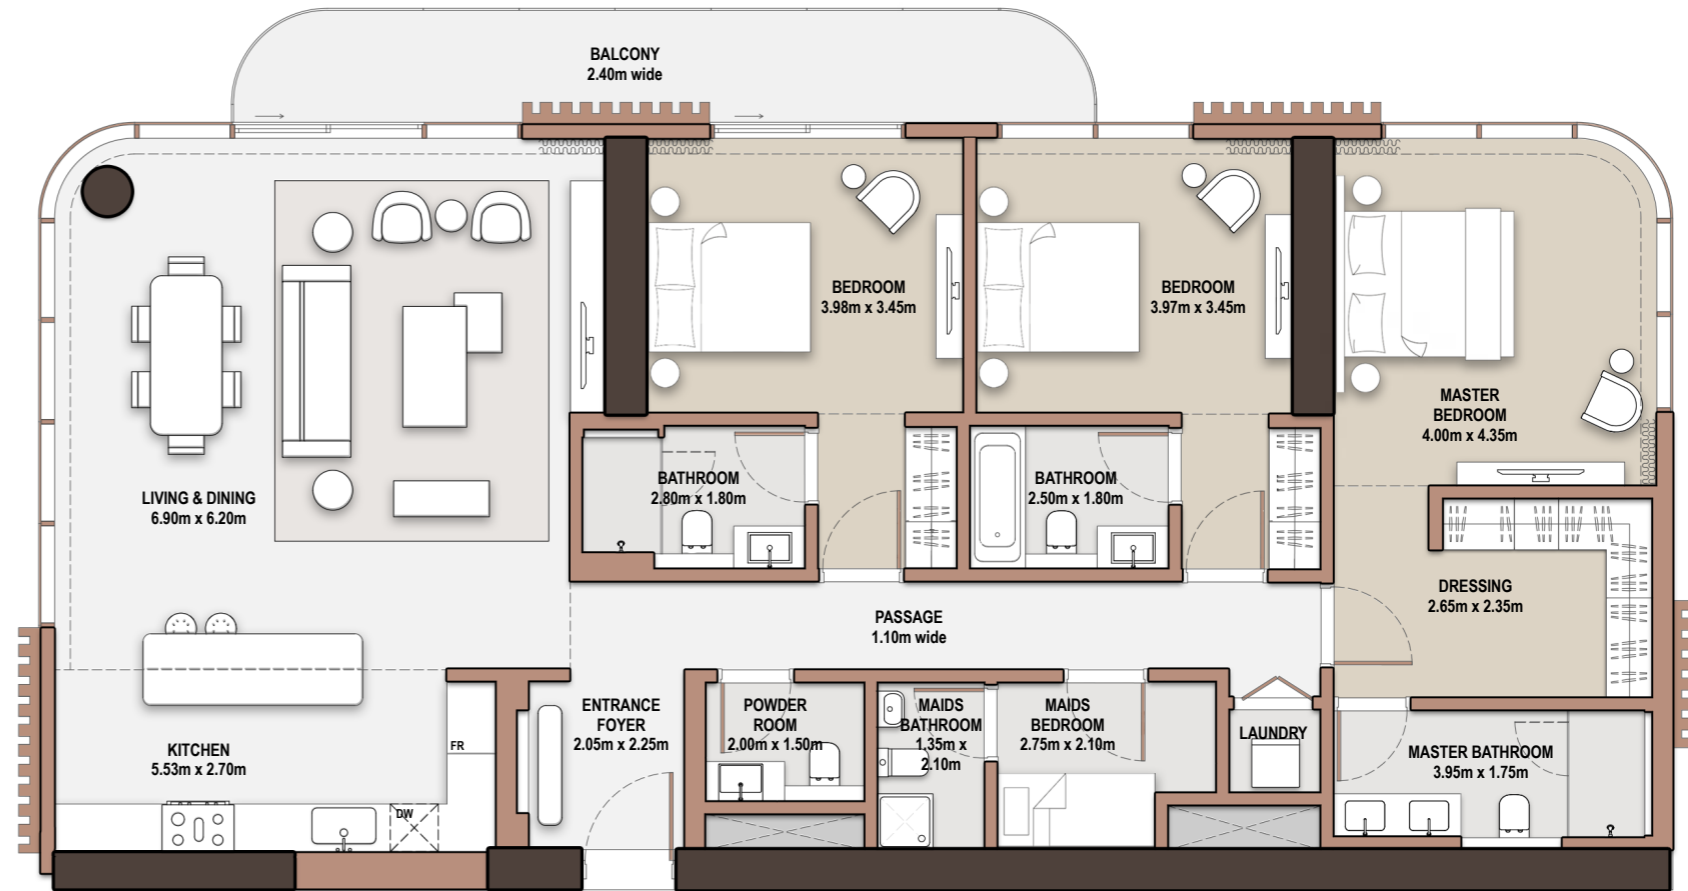 BALCONY
2.40m wide
BEDROOM
3.98m x 3.45m
BEDROOM
3.97m x 3.45m
MASTER
BEDROOM
4.00m x 4.35m
LIVING & DINING
6.90m x 6.20m
BATHROOM
2.80m x 1.80m
BATHROOM
2.50m x 1.80m
DRESSING
2.65m x 2.35m
PASSAGE
1.10m wide
KITCHEN
5.53m x 2.70m
FR
DW
ENTRANCE
FOYER
2.05m x 2.25m
POWDER
ROOM
2.00m x 1.50m
MAIDS
BATHROOM
1.35m x
2.10m
MAIDS
BEDROOM
2.75m x 2.10m
LAUNDRY
MASTER BATHROOM
3.95m x 1.75m